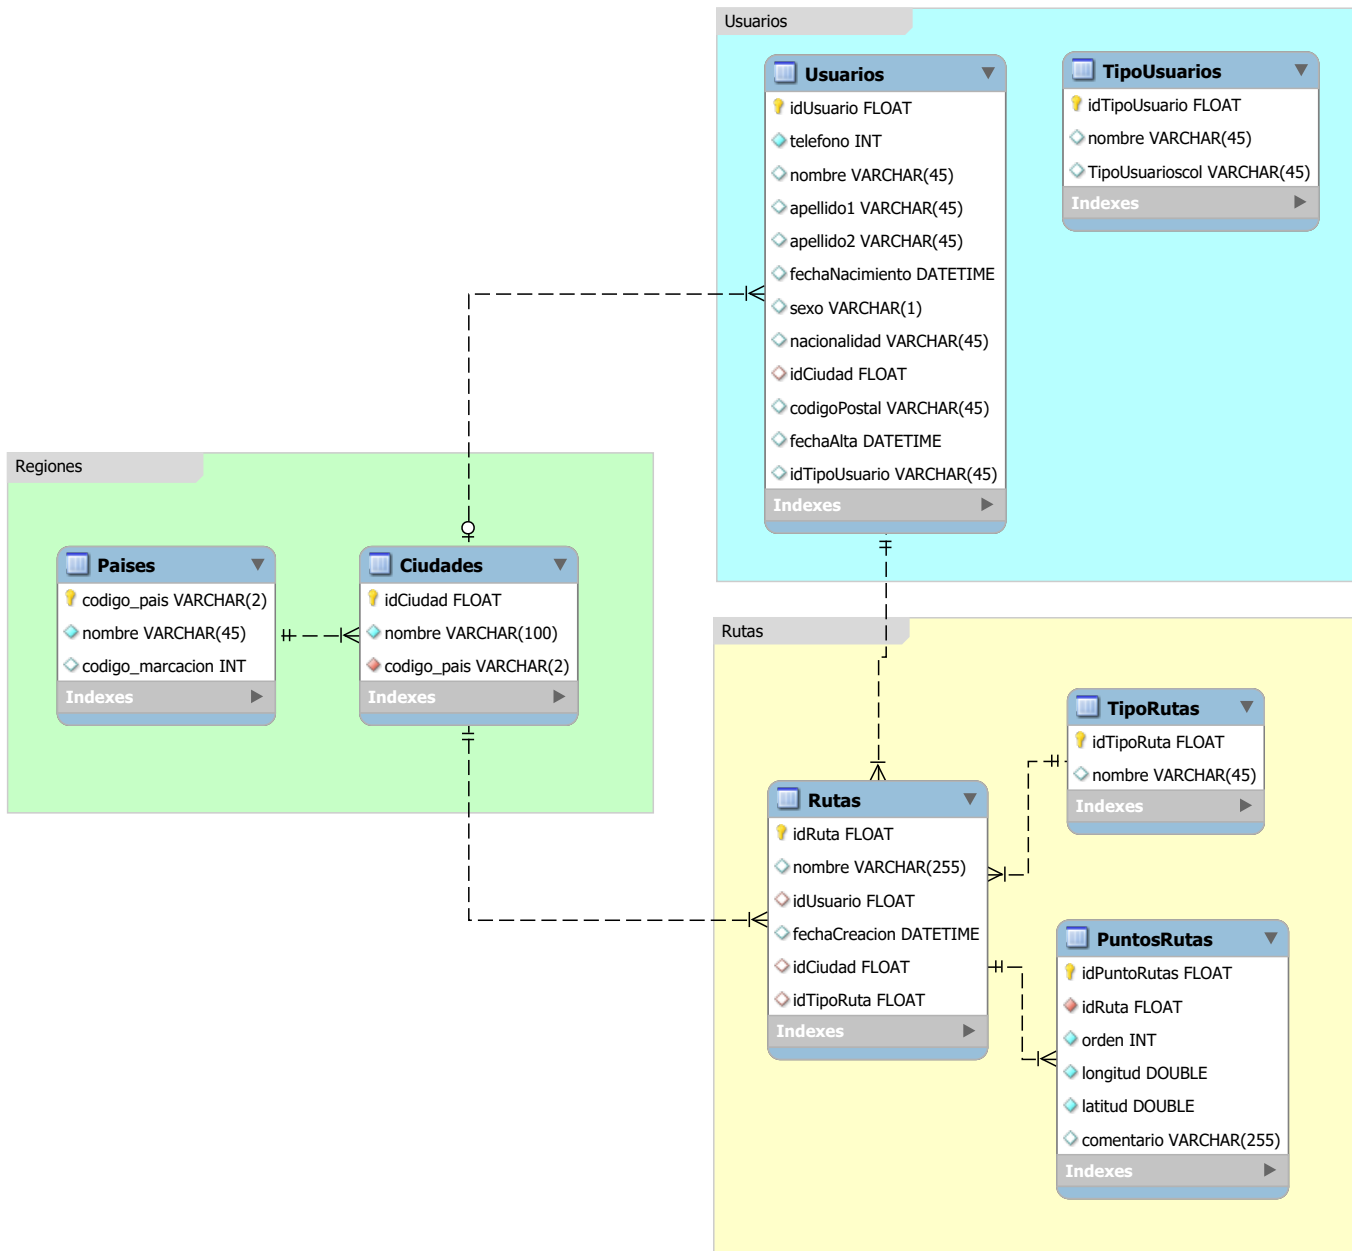 Usuarios
Usuarios
idUsuario FLOAT
telefono INT
nombre VARCHAR(45)
apellido1 VARCHAR(45)
apellido2 VARCHAR(45)
fechaNacimiento DATETIME
sexo VARCHAR(1)
nacionalidad VARCHAR(45)
idCiudad FLOAT
codigoPostal VARCHAR(45)
fechaAlta DATETIME
idTipoUsuario VARCHAR(45)
Indexes
TipoUsuarios
idTipoUsuario FLOAT
nombre VARCHAR(45)
TipoUsuarioscol VARCHAR(45)
Indexes
Regiones
Paises
codigo_pais VARCHAR(2)
nombre VARCHAR(45)
codigo_marcacion INT
Indexes
Ciudades
idCiudad FLOAT
nombre VARCHAR(100)
codigo_pais VARCHAR(2)
Indexes
Rutas
Rutas
idRuta FLOAT
nombre VARCHAR(255)
idUsuario FLOAT
fechaCreacion DATETIME
idCiudad FLOAT
idTipoRuta FLOAT
Indexes
TipoRutas
idTipoRuta FLOAT
nombre VARCHAR(45)
Indexes
PuntosRutas
idPuntoRutas FLOAT
idRuta FLOAT
orden INT
longitud DOUBLE
latitud DOUBLE
comentario VARCHAR(255)
Indexes